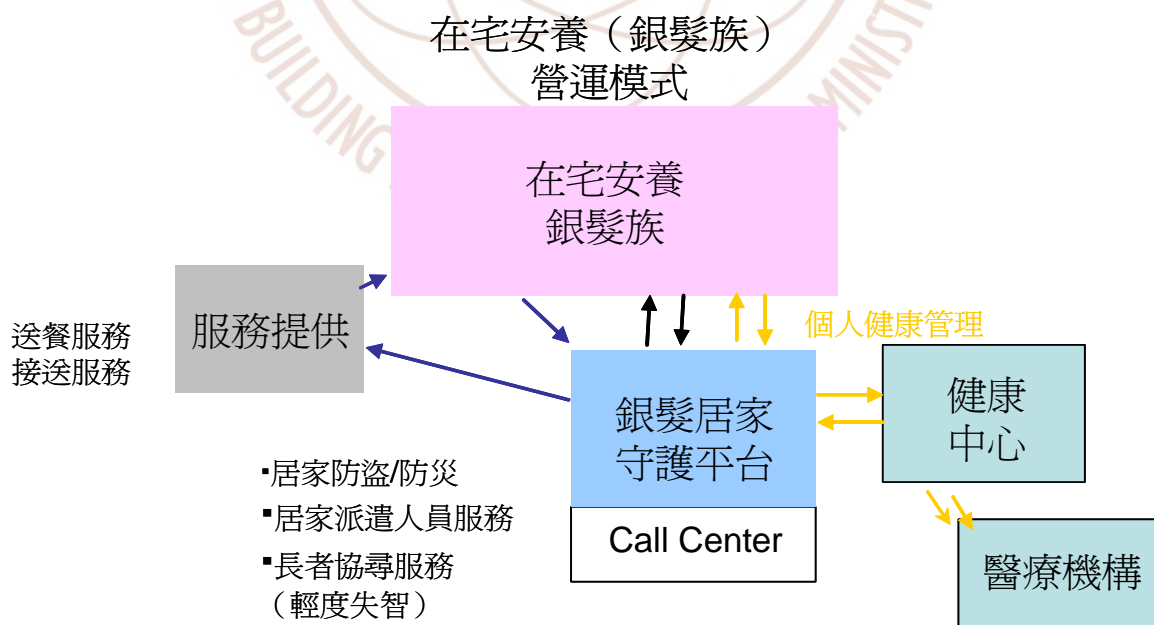 BUILDING
MINIST
在宅安養（銀髮族）
營運模式
在宅安養
銀髮族
服務提供
送餐服務
接送服務
個人健康管理
銀髮居家
守護平台
健康
中心
▪居家防盜/防災
▪居家派遣人員服務
▪長者協尋服務
（輕度失智）
Call Center
醫療機構